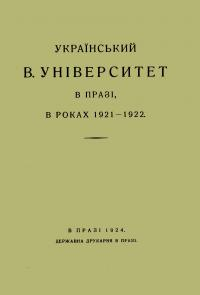 УКРАЇНСЬКИЙ
В. УНІВЕРСИТЕТ
В ПРАЗІ,
В РОКАХ 1921–1922.
В ПРАЗІ 1924.
ДЕРЖАВНА ДРУКАРНЯ В ПРАЗІ.